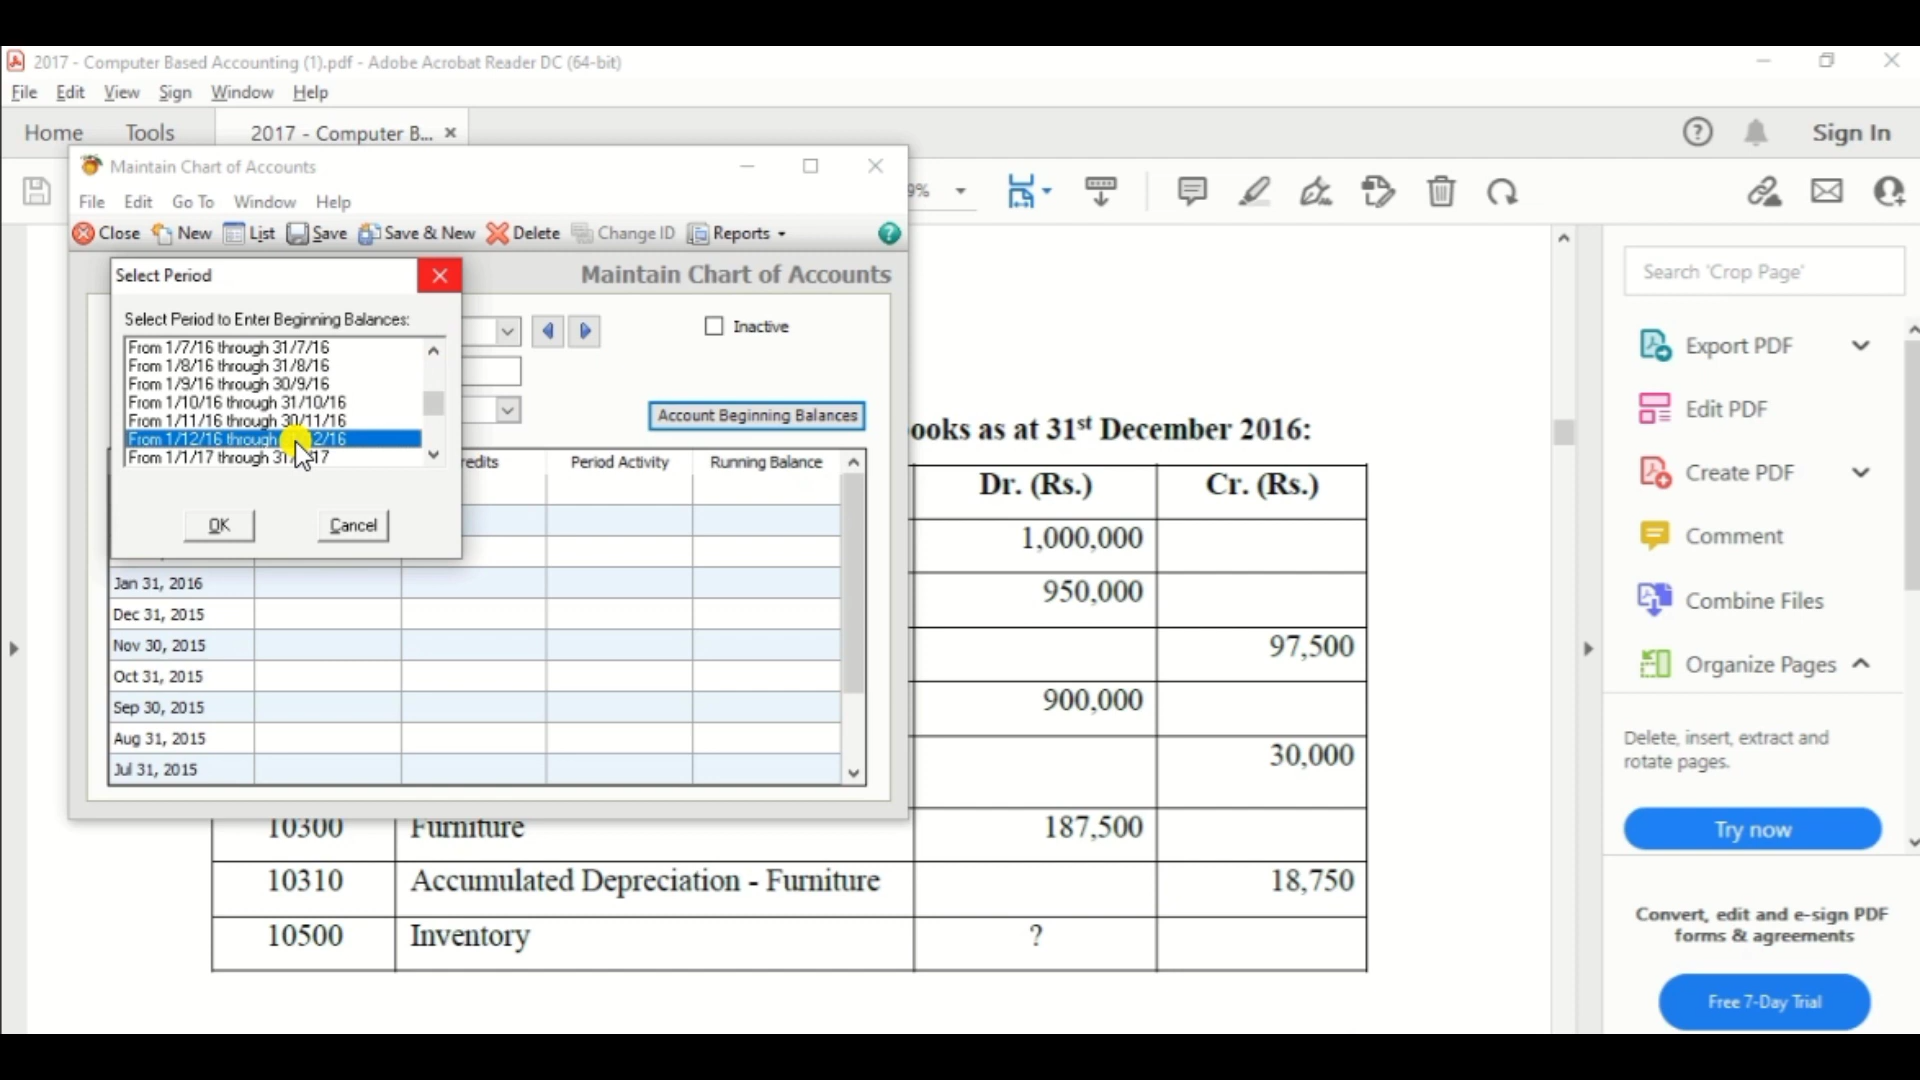 2017 - Computer Based Accounting (1).pdf - Adobe Acrobat Reader DC (64-bit)
File Edit View Sign Window Help
Home Tools 2017 - Computer B... Sign In
Maintain Chart of Accounts
File Edit Go To Window Help
Close New List Save Save & New Delete Change ID Reports
Maintain Chart of Accounts
Select Period
Select Period to Enter Beginning Balances:
From 1/7/16 through 31/7/16
From 1/8/16 through 31/8/16
From 1/9/16 through 30/9/16
From 1/10/16 through 31/10/16
From 1/11/16 through 30/11/16
From 1/12/16 through
From 1/1/17 through
OK Cancel
Inactive
Account Beginning Balances
Period Activity Running Balance
Jan 31, 2016
Dec 31, 2015
Nov 30, 2015
Oct 31, 2015
Sep 30, 2015
Aug 31, 2015
Jul 31, 2015
as at 31st December 2016:
Dr. (Rs.) Cr. (Rs.)
1,000,000
950,000
97,500
900,000
30,000
10300 Furniture 187,500
10310 Accumulated Depreciation - Furniture 18,750
10500 Inventory ?
Search 'Crop Page'
Export PDF
Edit PDF
Create PDF
Comment
Combine Files
Organize Pages
Delete, insert, extract and
rotate pages.
Try now
Convert, edit and e-sign PDF
forms & agreements
Free 7-Day Trial